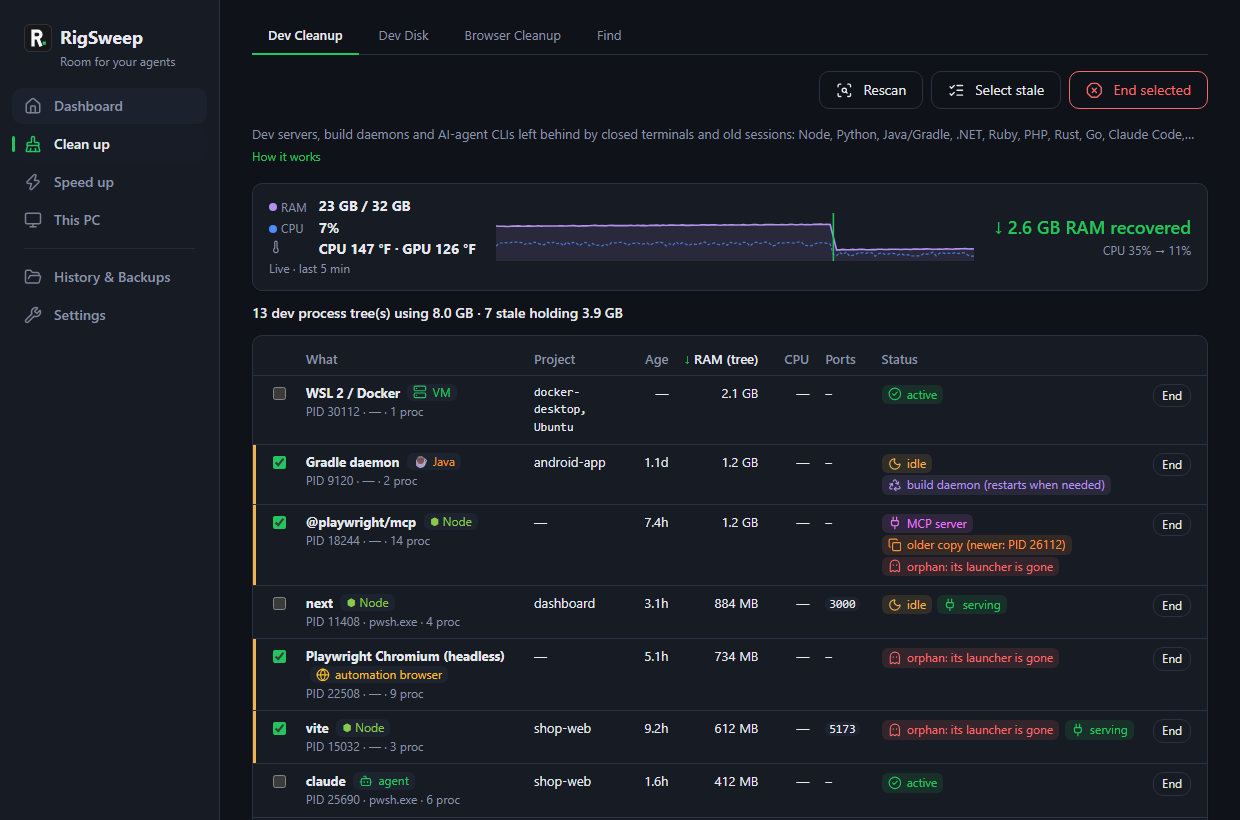 R.
RigSweep
Room for your agents
Dashboard
Clean up
Speed up
This PC
History & Backups
Settings
Dev Cleanup
Dev Disk
Browser Cleanup
Find
Rescan
Select stale
End selected
Dev servers, build daemons and AI-agent CLIs left behind by closed terminals and old sessions: Node, Python, Java/Gradle, .NET, Ruby, PHP, Rust, Go, Claude Code,...
How it works
RAM 23 GB / 32 GB
CPU 7%
CPU 147 °F · GPU 126 °F
Live · last 5 min
↓ 2.6 GB RAM recovered
CPU 35% → 11%
13 dev process tree(s) using 8.0 GB · 7 stale holding 3.9 GB
What Project Age ↓ RAM (tree) CPU Ports Status
WSL 2 / Docker VM docker- — 2.1 GB — – active End
PID 30112 · — · 1 proc desktop,
Ubuntu
Gradle daemon Java android-app 1.1d 1.2 GB — – idle End
PID 9120 · — · 2 proc build daemon (restarts when needed)
@playwright/mcp Node — 7.4h 1.2 GB — – MCP server End
PID 18244 · — · 14 proc older copy (newer: PID 26112)
orphan: its launcher is gone
next Node dashboard 3.1h 884 MB — 3000 idle serving End
PID 11408 · pwsh.exe · 4 proc
Playwright Chromium (headless) — 5.1h 734 MB — – orphan: its launcher is gone End
automation browser
PID 22508 · — · 9 proc
vite Node shop-web 9.2h 612 MB — 5173 orphan: its launcher is gone serving End
PID 15032 · — · 3 proc
claude agent shop-web 1.6h 412 MB — – active End
PID 25690 · pwsh.exe · 6 proc